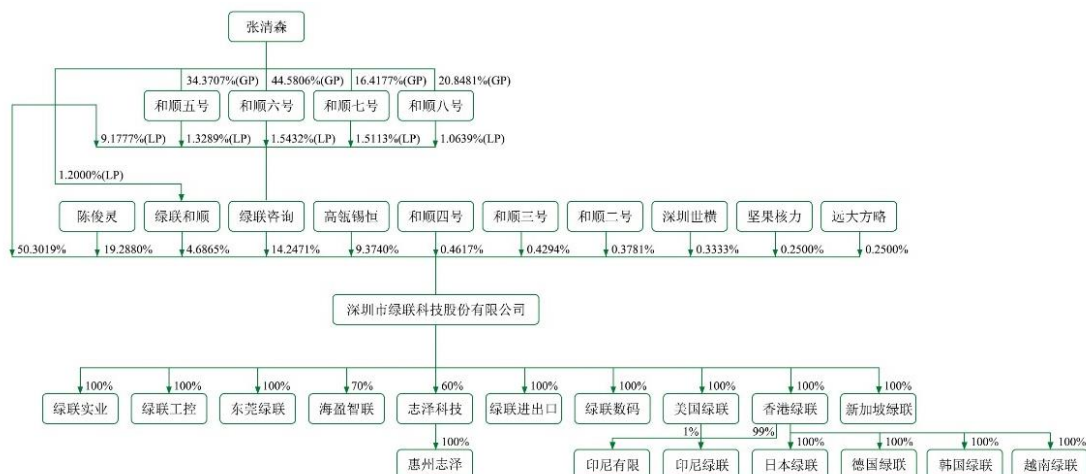 张清森
34.3707%(GP) 44.5806%(GP) 16.4177%(GP) 20.8481%(GP)
和顺五号 和顺六号 和顺七号 和顺八号
9.1777%(LP) 1.3289%(LP) 1.5432%(LP) 1.5113%(LP) 1.0639%(LP)
1.2000%(LP)
陈俊灵 绿联和顺 绿联咨询 高瓴锡恒 和顺四号 和顺三号 和顺二号 深圳世横 坚果核力 远大方略
50.3019% 19.2880% 4.6865% 14.2471% 9.3740% 0.4617% 0.4294% 0.3781% 0.3333% 0.2500% 0.2500%
深圳市绿联科技股份有限公司
100% 100% 100% 70% 60% 100% 100% 100% 100% 100%
绿联实业 绿联工控 东莞绿联 海盈智联 志泽科技 绿联进出口 绿联数码 美国绿联 香港绿联 新加坡绿联
1% 99%
100% 100% 100% 100% 100%
惠州志泽 印尼有限 印尼绿联 日本绿联 德国绿联 韩国绿联 越南绿联